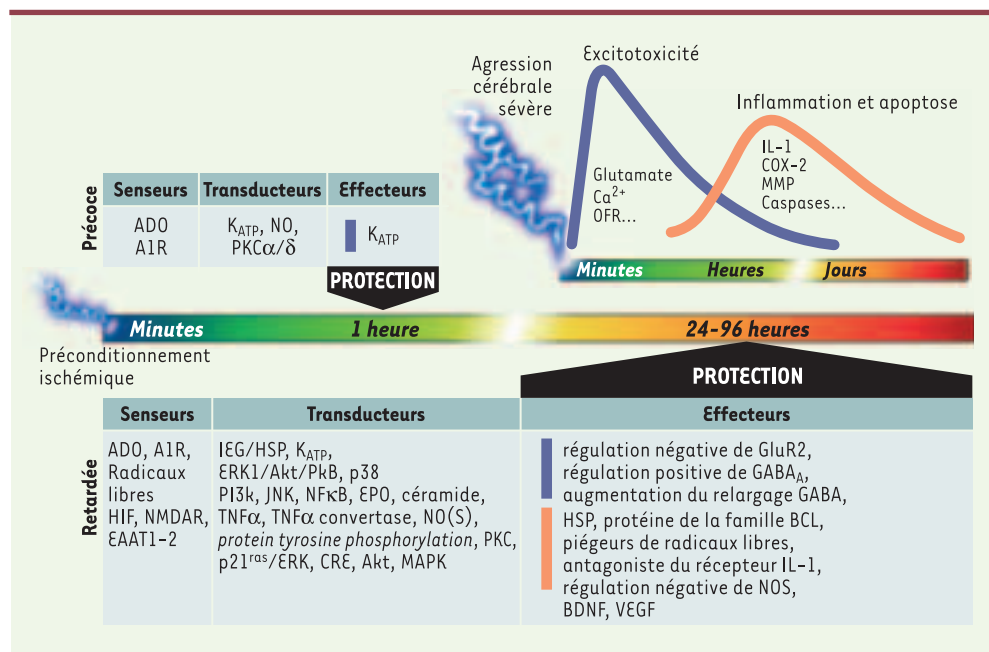 Agression
cérébrale
sévère
Excitotoxicité
Inflammation et apoptose
Glutamate
Ca²⁺
OFR...
IL-1
COX-2
MMP
Caspases...
Minutes Heures Jours
Précoce
Senseurs Transducteurs Effecteurs
ADO
A1R
K_ATP, NO,
PKCα/δ
K_ATP
PROTECTION
Minutes 1 heure 24-96 heures
Préconditionnement
ischémique
PROTECTION
Retardée
Senseurs Transducteurs Effecteurs
ADO, A1R,
Radicaux
libres
HIF, NMDAR,
EAAT1-2
IEG/HSP, K_ATP,
ERK1/Akt/PkB, p38
PI3k, JNK, NFκB, EPO, céramide,
TNFα, TNFα convertase, NO(S),
protein tyrosine phosphorylation, PKC,
p21ʳᵃˢ/ERK, CRE, Akt, MAPK
régulation négative de GluR2,
régulation positive de GABA_A,
augmentation du relargage GABA,
HSP, protéine de la famille BCL,
piégeurs de radicaux libres,
antagoniste du récepteur IL-1,
régulation négative de NOS,
BDNF, VEGF